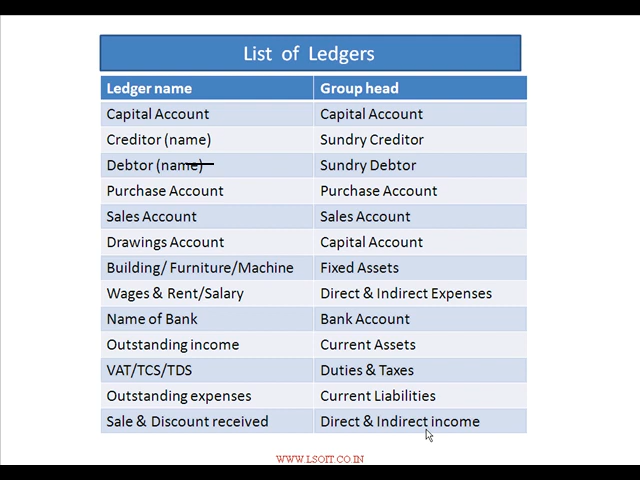 List of Ledgers
Ledger name Group head
Capital Account Capital Account
Creditor (name) Sundry Creditor
Debtor (name) Sundry Debtor
Purchase Account Purchase Account
Sales Account Sales Account
Drawings Account Capital Account
Building/ Furniture/Machine Fixed Assets
Wages & Rent/Salary Direct & Indirect Expenses
Name of Bank Bank Account
Outstanding income Current Assets
VAT/TCS/TDS Duties & Taxes
Outstanding expenses Current Liabilities
Sale & Discount received Direct & Indirect income
WWW.LSOIT.CO.IN